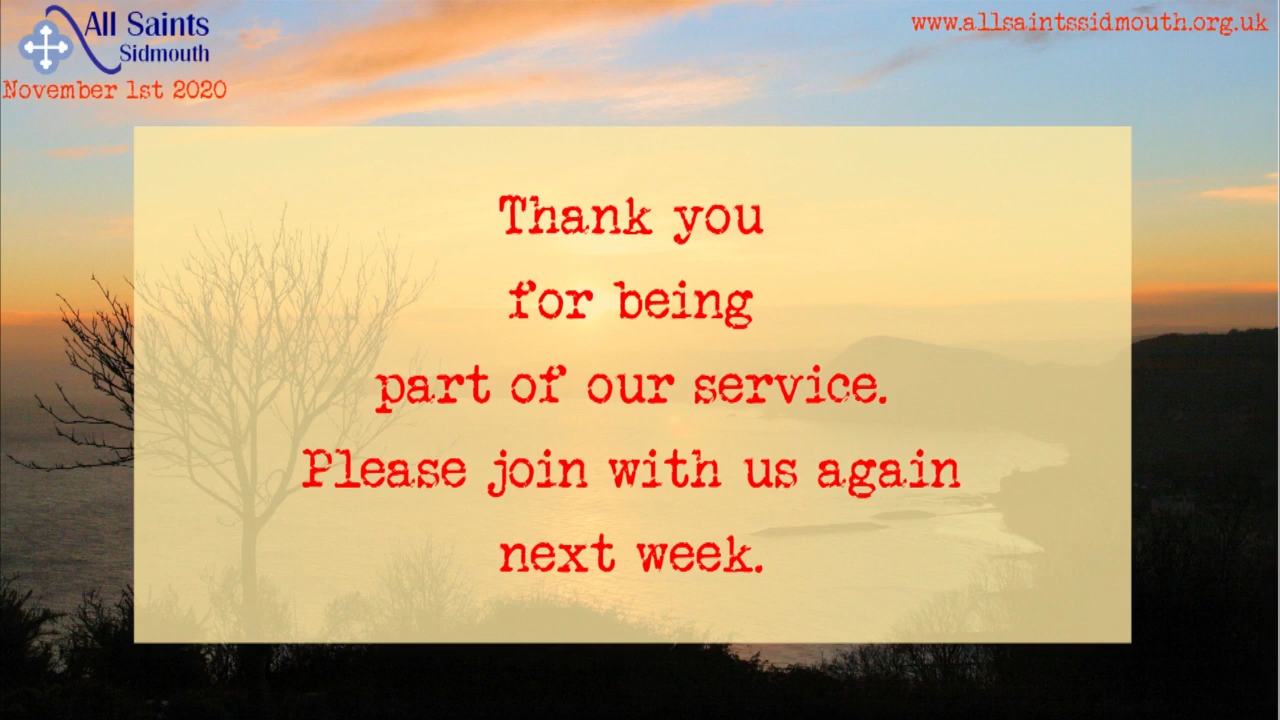 All Saints
Sidmouth
www.allsaintssidmouth.org.uk
November 1st 2020
Thank you
for being
part of our service.
Please join with us again
next week.